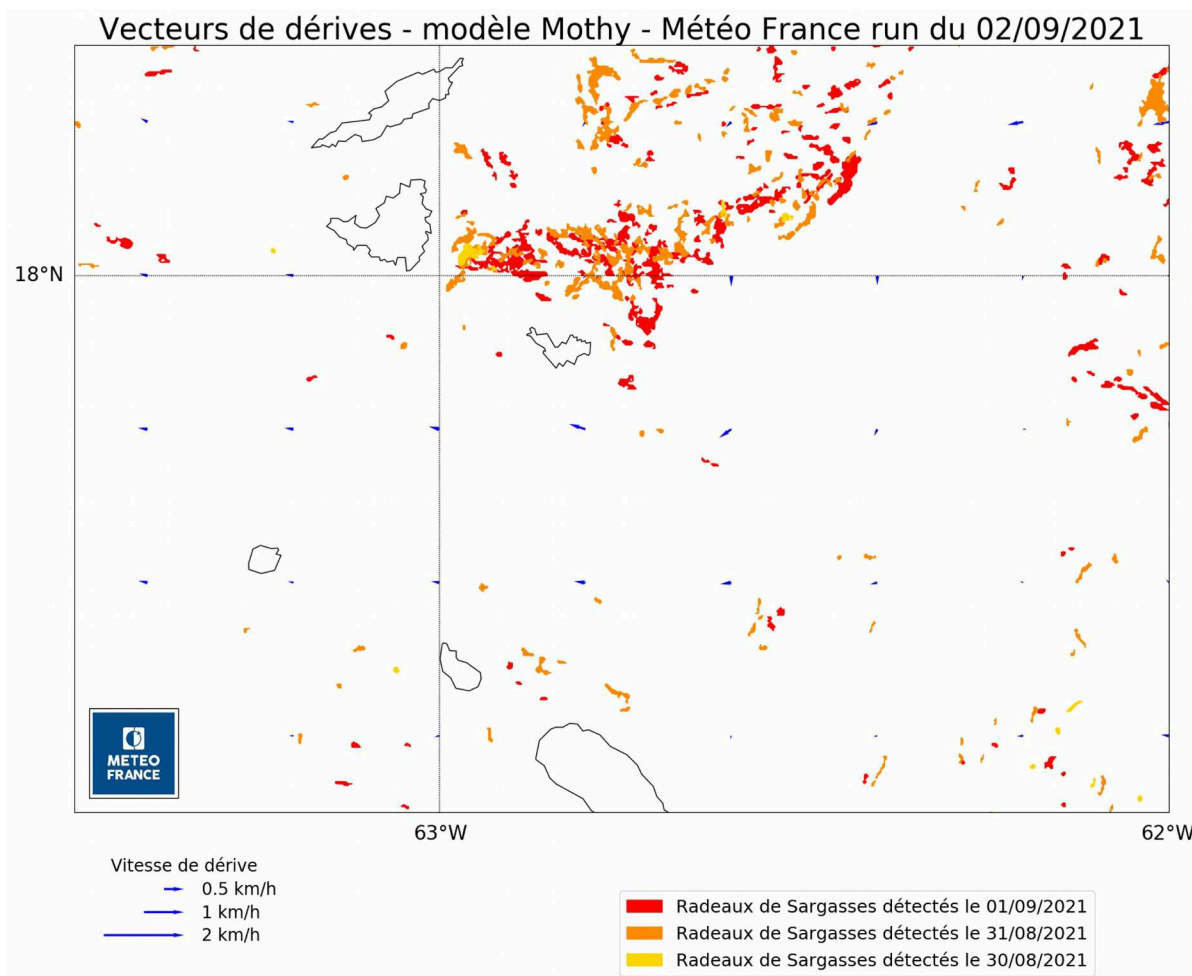 Vecteurs de dérives - modèle Mothy - Météo France run du 02/09/2021
18°N
METEO
FRANCE
63°W
62°W
Vitesse de dérive
0.5 km/h
1 km/h
2 km/h
Radeaux de Sargasses détectés le 01/09/2021
Radeaux de Sargasses détectés le 31/08/2021
Radeaux de Sargasses détectés le 30/08/2021